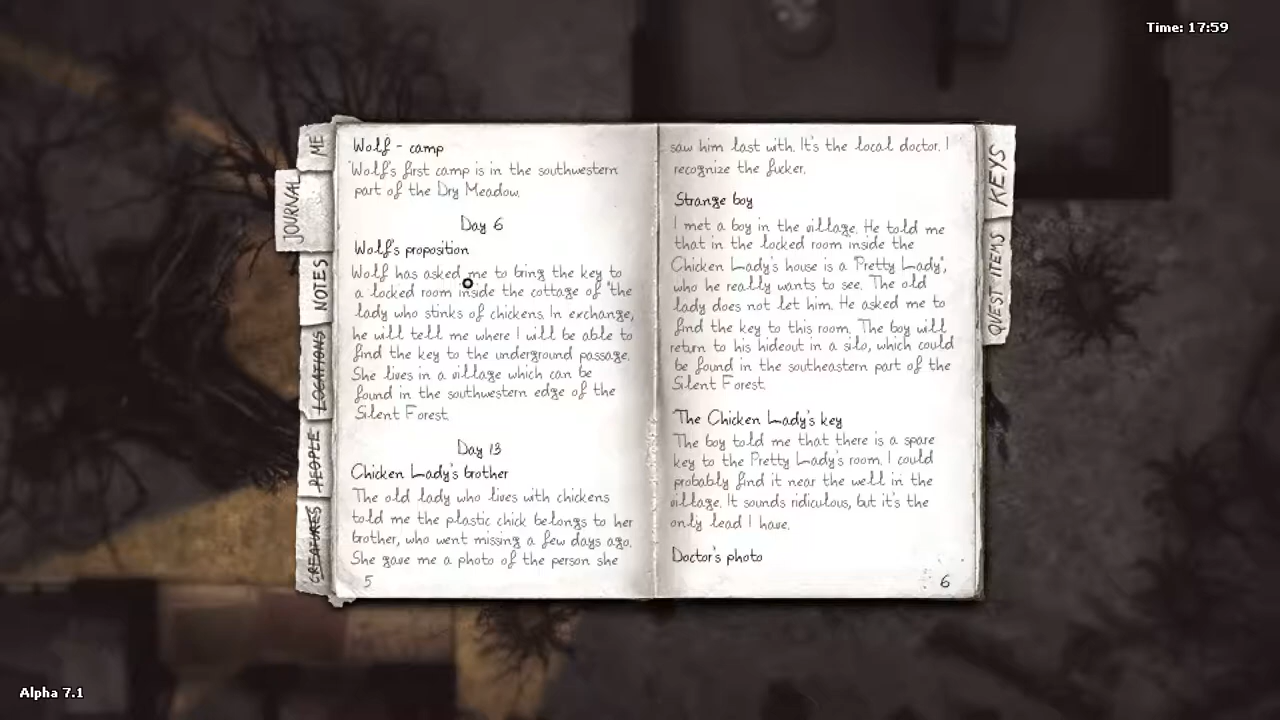 Time: 17:59
ME
JOURNAL
NOTES
LOCATIONS
PEOPLE
CREATURES
Wolf - camp
Wolf's first camp is in the southwestern
part of the Dry Meadow.
Day 6
Wolf's proposition
Wolf has asked me to bring the key to
a locked room inside the cottage of "the
lady who stinks of chickens. In exchange,
he will tell me where I will be able to
find the key to the underground passage.
She lives in a village which can be
found in the southwestern edge of the
Silent Forest.
Day 13
Chicken Lady's brother
The old lady who lives with chickens
told me the plastic chick belongs to her
brother, who went missing a few days ago.
She gave me a photo of the person she
5
saw him last with. It's the local doctor. I
recognize the fucker.
Strange boy
I met a boy in the village. He told me
that in the locked room inside the
Chicken Lady's house is a "Pretty Lady",
who he really wants to see. The old
lady does not let him. He asked me to
find the key to this room. The boy will
return to his hideout in a silo, which could
be found in the southeastern part of the
Silent Forest.
The Chicken Lady's key
The boy told me that there is a spare
key to the Pretty Lady's room. I could
probably find it near the well in the
village. It sounds ridiculous, but it's the
only lead I have.
Doctor's photo
6
KEYS
QUEST ITEMS
Alpha 7.1